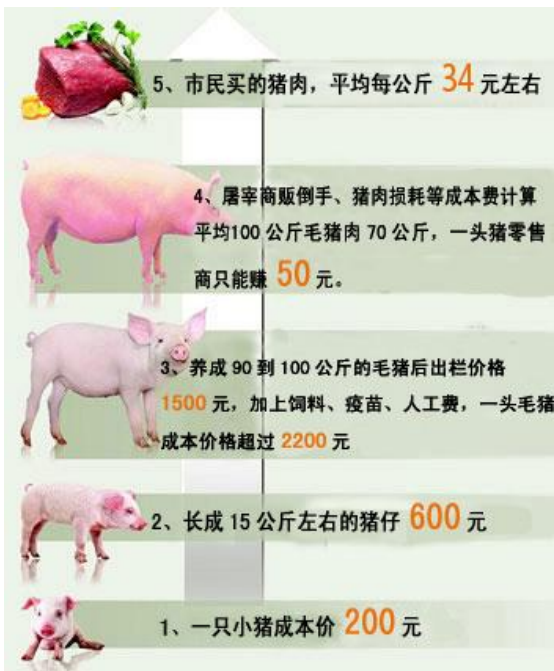 5、市民买的猪肉，平均每公斤 34 元左右
4、屠宰商贩倒手、猪肉损耗等成本费计算
平均100 公斤毛猪肉 70 公斤，一头猪零售
商只能赚 50 元。
3、养成 90 到 100 公斤的毛猪后出栏价格
1500 元，加上饲料、疫苗、人工费，一头毛猪
成本价格超过 2200 元
2、长成 15 公斤左右的猪仔 600 元
1、一只小猪成本价 200 元